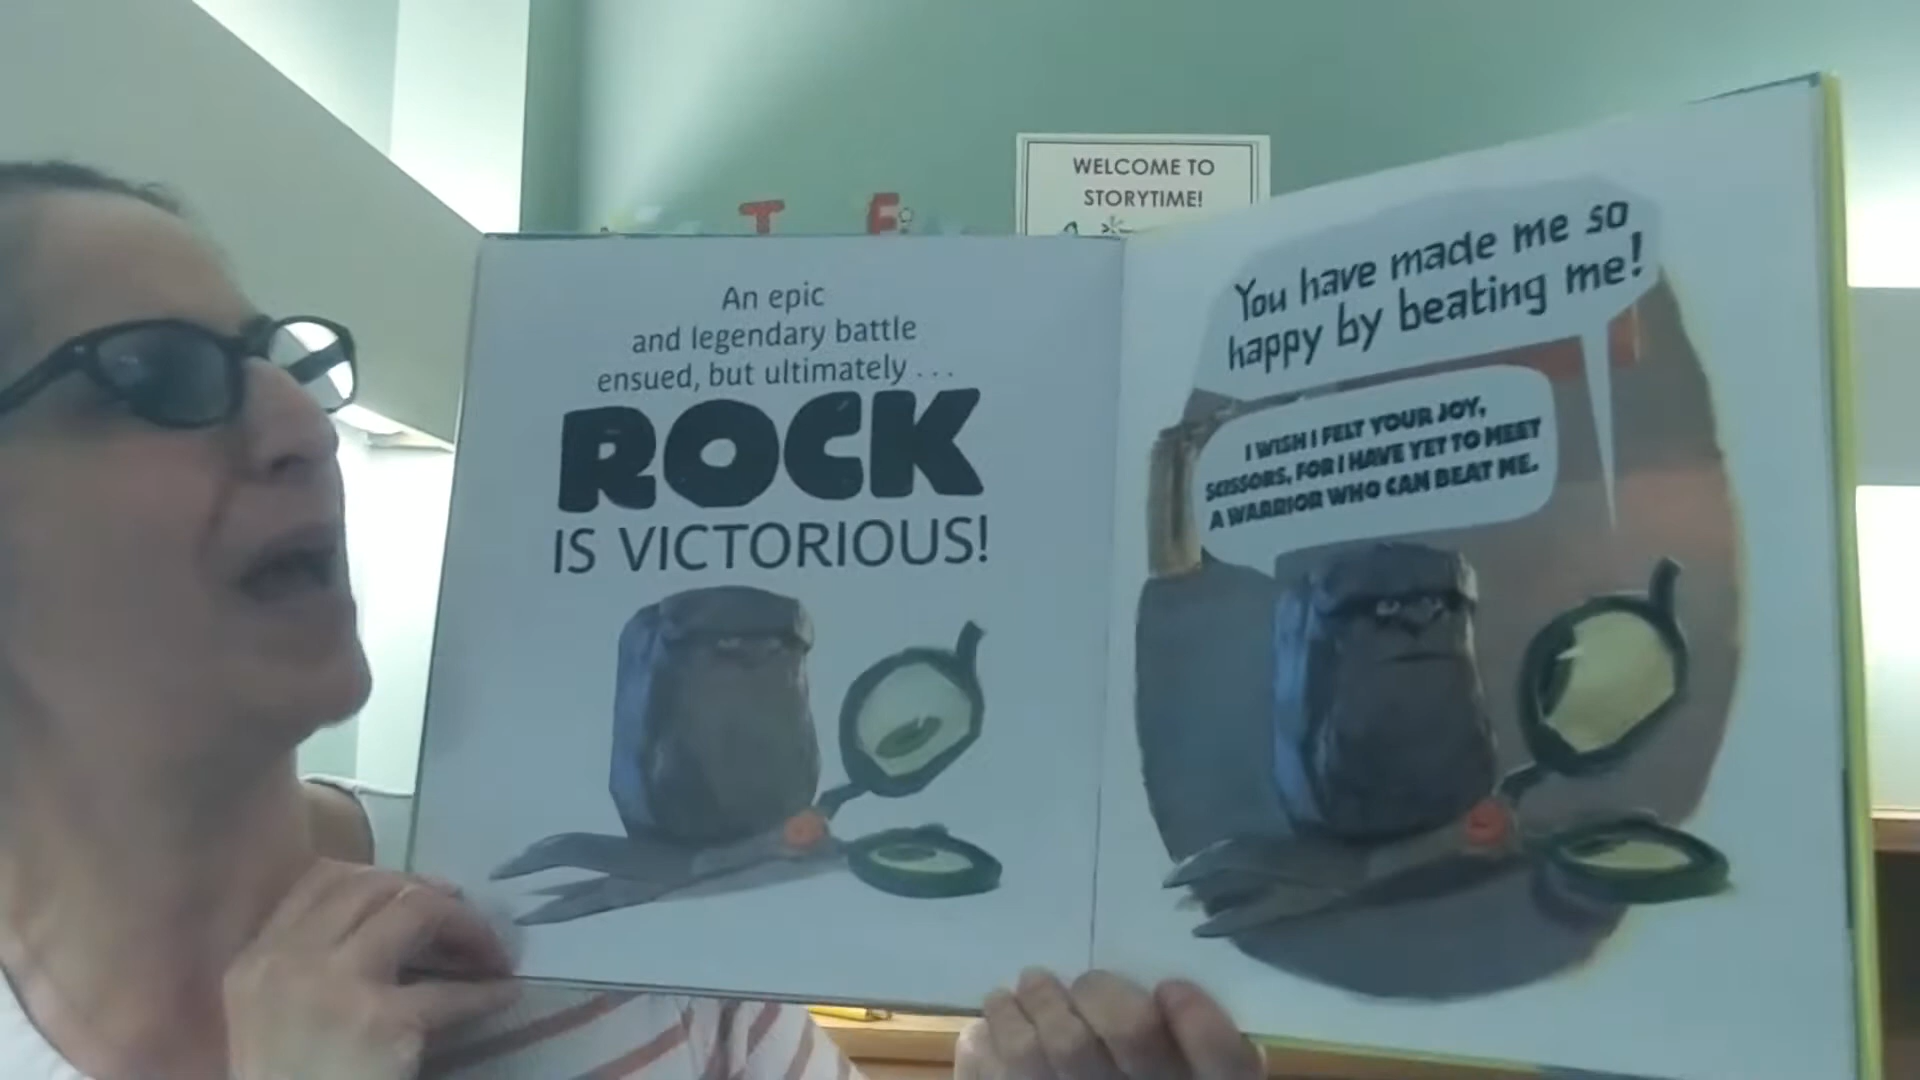 T E
WELCOME TO
STORYTIME!
An epic
and legendary battle
ensued, but ultimately . . .
ROCK
IS VICTORIOUS!
You have made me so
happy by beating me!
I WISH I FELT YOUR JOY,
SCISSORS, FOR I HAVE YET TO MEET
A WARRIOR WHO CAN BEAT ME.